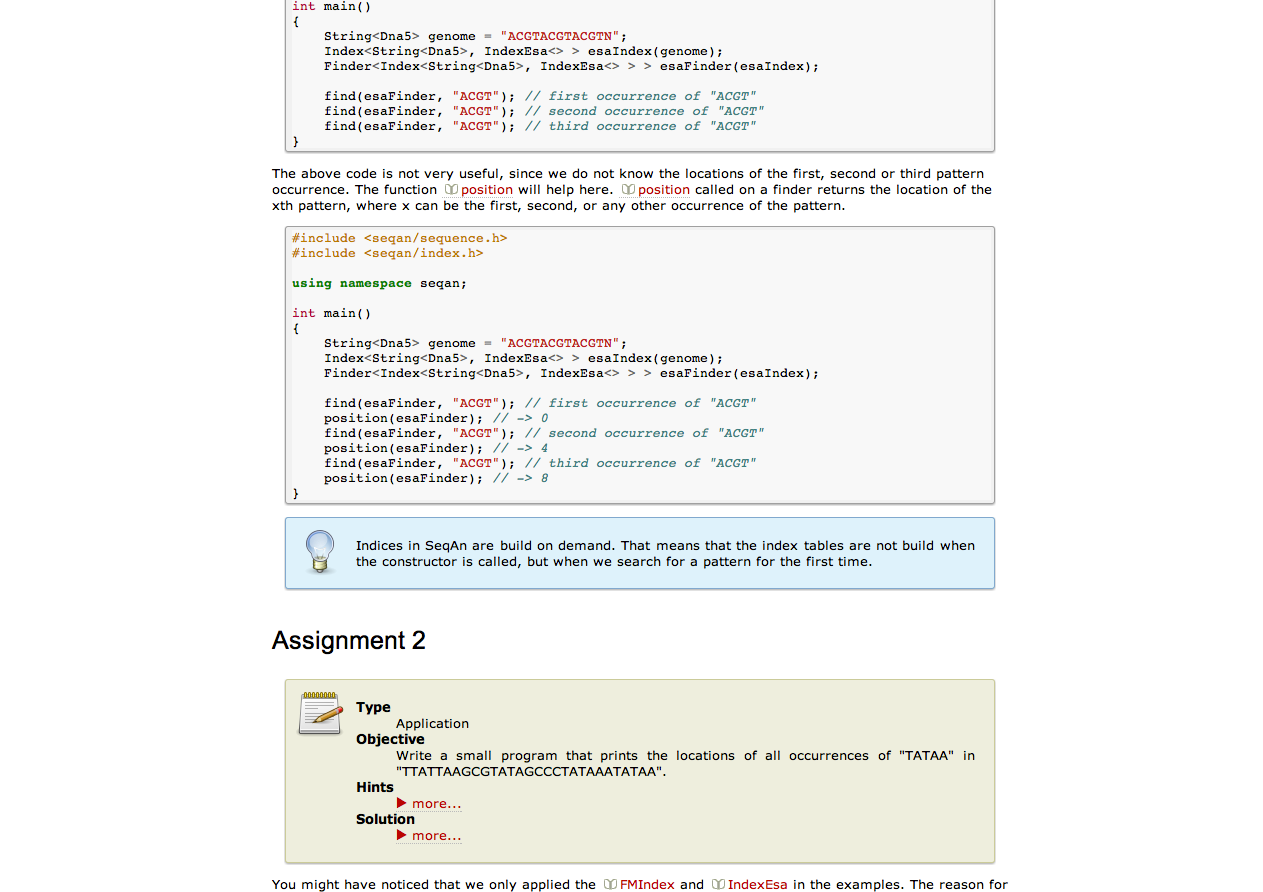 int main()
{
    String<Dna5> genome = "ACGTACGTACGTN";
    Index<String<Dna5>, IndexEsa<> > esaIndex(genome);
    Finder<Index<String<Dna5>, IndexEsa<> > > esaFinder(esaIndex);

    find(esaFinder, "ACGT"); // first occurrence of "ACGT"
    find(esaFinder, "ACGT"); // second occurrence of "ACGT"
    find(esaFinder, "ACGT"); // third occurrence of "ACGT"
}
The above code is not very useful, since we do not know the locations of the first, second or third pattern
occurrence. The function position will help here. position called on a finder returns the location of the
xth pattern, where x can be the first, second, or any other occurrence of the pattern.
#include <seqan/sequence.h>
#include <seqan/index.h>

using namespace seqan;

int main()
{
    String<Dna5> genome = "ACGTACGTACGTN";
    Index<String<Dna5>, IndexEsa<> > esaIndex(genome);
    Finder<Index<String<Dna5>, IndexEsa<> > > esaFinder(esaIndex);

    find(esaFinder, "ACGT"); // first occurrence of "ACGT"
    position(esaFinder); // -> 0
    find(esaFinder, "ACGT"); // second occurrence of "ACGT"
    position(esaFinder); // -> 4
    find(esaFinder, "ACGT"); // third occurrence of "ACGT"
    position(esaFinder); // -> 8
}
Indices in SeqAn are build on demand. That means that the index tables are not build when
the constructor is called, but when we search for a pattern for the first time.
Assignment 2
Type
Application
Objective
Write a small program that prints the locations of all occurrences of "TATAA" in
"TTATTAAGCGTATAGCCCTATAAATATAA".
Hints
▶ more...
Solution
▶ more...
You might have noticed that we only applied the FMIndex and IndexEsa in the examples. The reason for